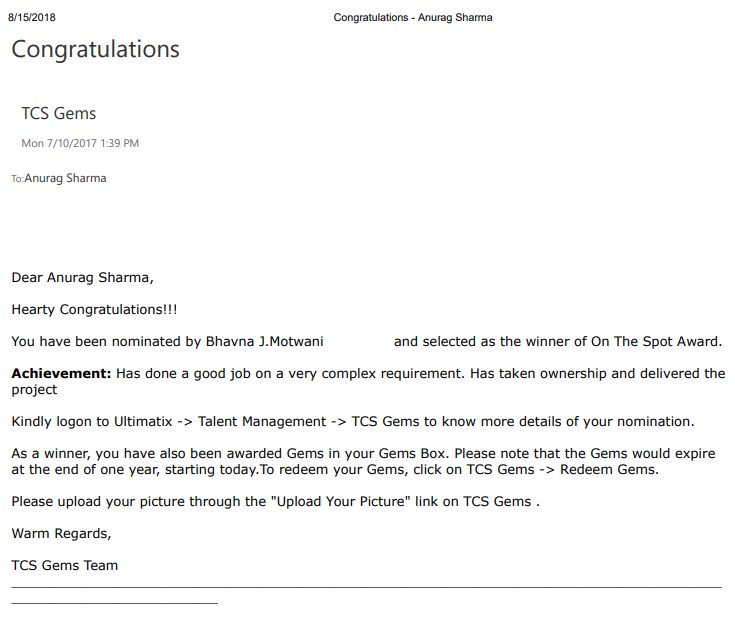 8/15/2018 Congratulations - Anurag Sharma
Congratulations
TCS Gems
Mon 7/10/2017 1:39 PM
To:Anurag Sharma
Dear Anurag Sharma,
Hearty Congratulations!!!
You have been nominated by Bhavna J.Motwani and selected as the winner of On The Spot Award.
Achievement: Has done a good job on a very complex requirement. Has taken ownership and delivered the
project
Kindly logon to Ultimatix -> Talent Management -> TCS Gems to know more details of your nomination.
As a winner, you have also been awarded Gems in your Gems Box. Please note that the Gems would expire
at the end of one year, starting today.To redeem your Gems, click on TCS Gems -> Redeem Gems.
Please upload your picture through the "Upload Your Picture" link on TCS Gems .
Warm Regards,
TCS Gems Team